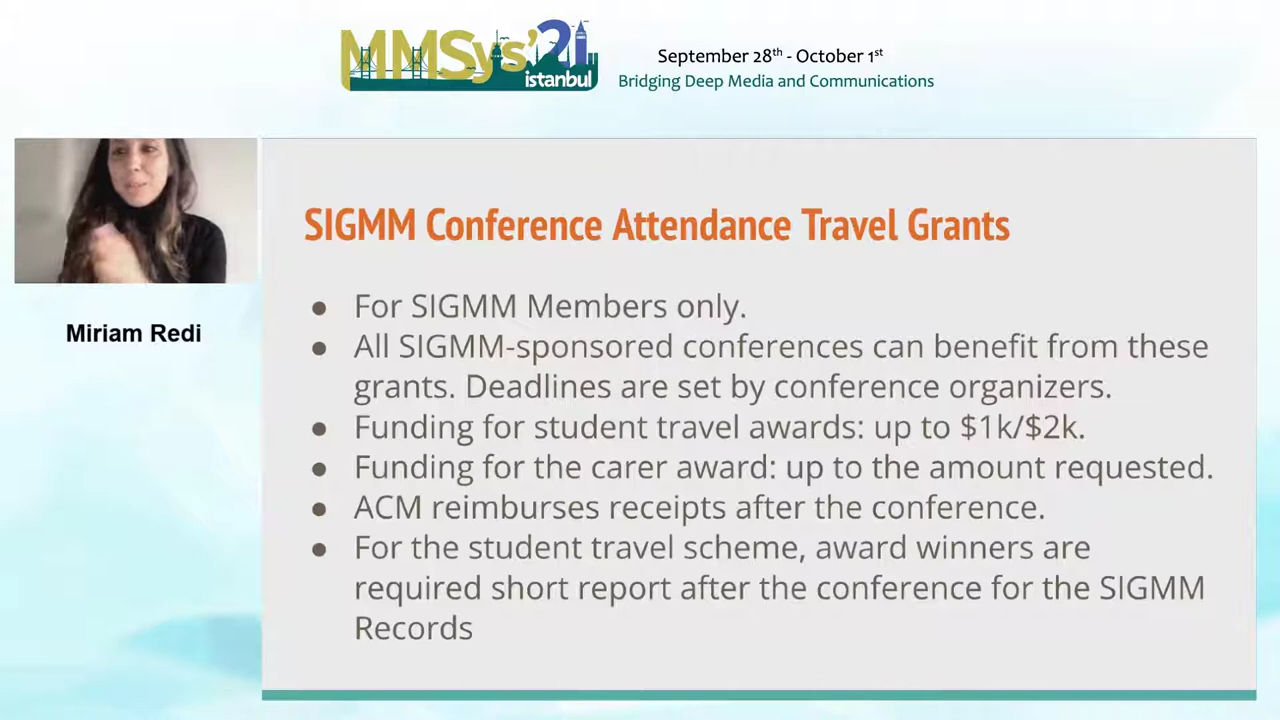 MMSys'21
istanbul
September 28th - October 1st
Bridging Deep Media and Communications
Miriam Redi
SIGMM Conference Attendance Travel Grants
● For SIGMM Members only.
● All SIGMM-sponsored conferences can benefit from these
grants. Deadlines are set by conference organizers.
● Funding for student travel awards: up to $1k/$2k.
● Funding for the carer award: up to the amount requested.
● ACM reimburses receipts after the conference.
● For the student travel scheme, award winners are
required short report after the conference for the SIGMM
Records